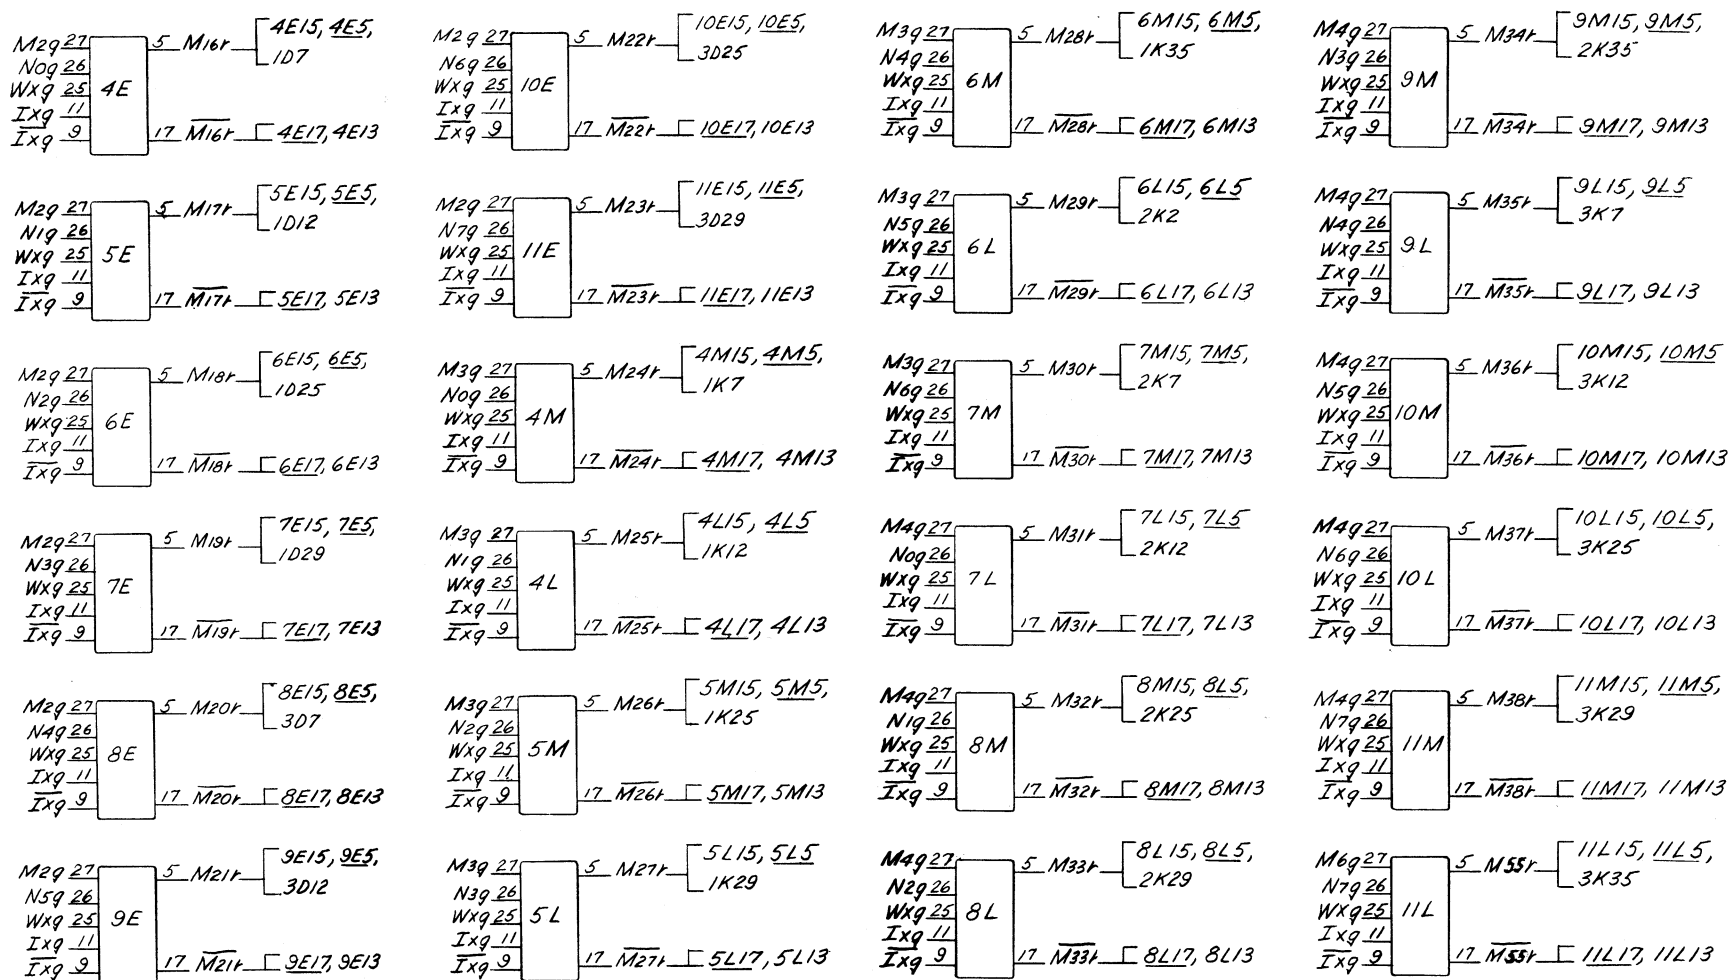 M2g 27
N0g 26
Wxg 25
Ixg 11
Ixg 9
4E
5 M16r 4E15, 4E5,
1D7
17 M16r 4E17, 4E13
M2g 27
N1g 26
Wxg 25
Ixg 11
Ixg 9
5E
5 M17r 5E15, 5E5,
1D12
17 M17r 5E17, 5E13
M2g 27
N2g 26
Wxg 25
Ixg 11
Ixg 9
6E
5 M18r 6E15, 6E5,
1D25
17 M18r 6E17, 6E13
M2g 27
N3g 26
Wxg 25
Ixg 11
Ixg 9
7E
5 M19r 7E15, 7E5,
1D29
17 M19r 7E17, 7E13
M2g 27
N4g 26
Wxg 25
Ixg 11
Ixg 9
8E
5 M20r 8E15, 8E5,
3D7
17 M20r 8E17, 8E13
M2g 27
N5g 26
Wxg 25
Ixg 11
Ixg 9
9E
5 M21r 9E15, 9E5,
3D12
17 M21r 9E17, 9E13
M2g 27
N6g 26
Wxg 25
Ixg 11
Ixg 9
10E
5 M22r 10E15, 10E5,
3D25
17 M22r 10E17, 10E13
M2g 27
N7g 26
Wxg 25
Ixg 11
Ixg 9
11E
5 M23r 11E15, 11E5,
3D29
17 M23r 11E17, 11E13
M3g 27
N0g 26
Wxg 25
Ixg 11
Ixg 9
4M
5 M24r 4M15, 4M5,
1K7
17 M24r 4M17, 4M13
M3g 27
N1g 26
Wxg 25
Ixg 11
Ixg 9
4L
5 M25r 4L15, 4L5
1K12
17 M25r 4L17, 4L13
M3g 27
N2g 26
Wxg 25
Ixg 11
Ixg 9
5M
5 M26r 5M15, 5M5,
1K25
17 M26r 5M17, 5M13
M3g 27
N3g 26
Wxg 25
Ixg 11
Ixg 9
5L
5 M27r 5L15, 5L5
1K29
17 M27r 5L17, 5L13
M3g 27
N4g 26
Wxg 25
Ixg 11
Ixg 9
6M
5 M28r 6M15, 6M5,
1K35
17 M28r 6M17, 6M13
M3g 27
N5g 26
Wxg 25
Ixg 11
Ixg 9
6L
5 M29r 6L15, 6L5
2K2
17 M29r 6L17, 6L13
M3g 27
N6g 26
Wxg 25
Ixg 11
Ixg 9
7M
5 M30r 7M15, 7M5,
2K7
17 M30r 7M17, 7M13
M4g 27
N0g 26
Wxg 25
Ixg 11
Ixg 9
7L
5 M31r 7L15, 7L5
2K12
17 M31r 7L17, 7L13
M4g 27
N1g 26
Wxg 25
Ixg 11
Ixg 9
8M
5 M32r 8M15, 8L5,
2K25
17 M32r 8M17, 8M13
M4g 27
N2g 26
Wxg 25
Ixg 11
Ixg 9
8L
5 M33r 8L15, 8L5,
2K29
17 M33r 8L17, 8L13
M4g 27
N3g 26
Wxg 25
Ixg 11
Ixg 9
9M
5 M34r 9M15, 9M5,
2K35
17 M34r 9M17, 9M13
M4g 27
N4g 26
Wxg 25
Ixg 11
Ixg 9
9L
5 M35r 9L15, 9L5
3K7
17 M35r 9L17, 9L13
M4g 27
N5g 26
Wxg 25
Ixg 11
Ixg 9
10M
5 M36r 10M15, 10M5
3K12
17 M36r 10M17, 10M13
M4g 27
N6g 26
Wxg 25
Ixg 11
Ixg 9
10L
5 M37r 10L15, 10L5,
3K25
17 M37r 10L17, 10L13
M4g 27
N7g 26
Wxg 25
Ixg 11
Ixg 9
11M
5 M38r 11M15, 11M5,
3K29
17 M38r 11M17, 11M13
M6g 27
N7g 26
Wxg 25
Ixg 11
Ixg 9
11L
5 M55r 11L15, 11L5,
3K35
17 M55r 11L17, 11L13